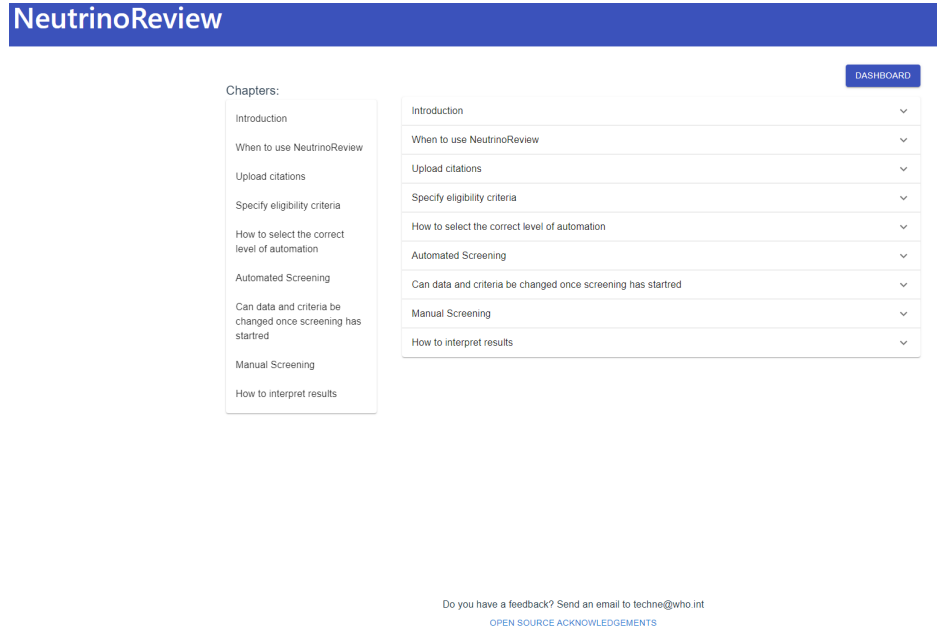 NeutrinoReview
DASHBOARD
Chapters:
Introduction
When to use NeutrinoReview
Upload citations
Specify eligibility criteria
How to select the correct
level of automation
Automated Screening
Can data and criteria be
changed once screening has
startred
Manual Screening
How to interpret results
Introduction
When to use NeutrinoReview
Upload citations
Specify eligibility criteria
How to select the correct level of automation
Automated Screening
Can data and criteria be changed once screening has startred
Manual Screening
How to interpret results
Do you have a feedback? Send an email to techne@who.int
OPEN SOURCE ACKNOWLEDGEMENTS